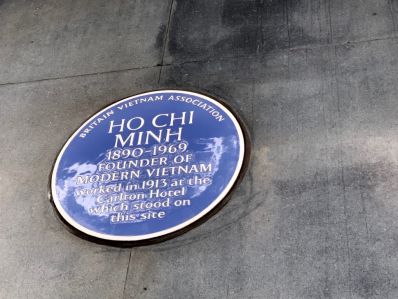 BRITAIN VIETNAM ASSOCIATION
HO CHI
MINH
1890-1969
FOUNDER OF
MODERN VIETNAM
worked in 1913 at the
Carlton Hotel
which stood on
this site